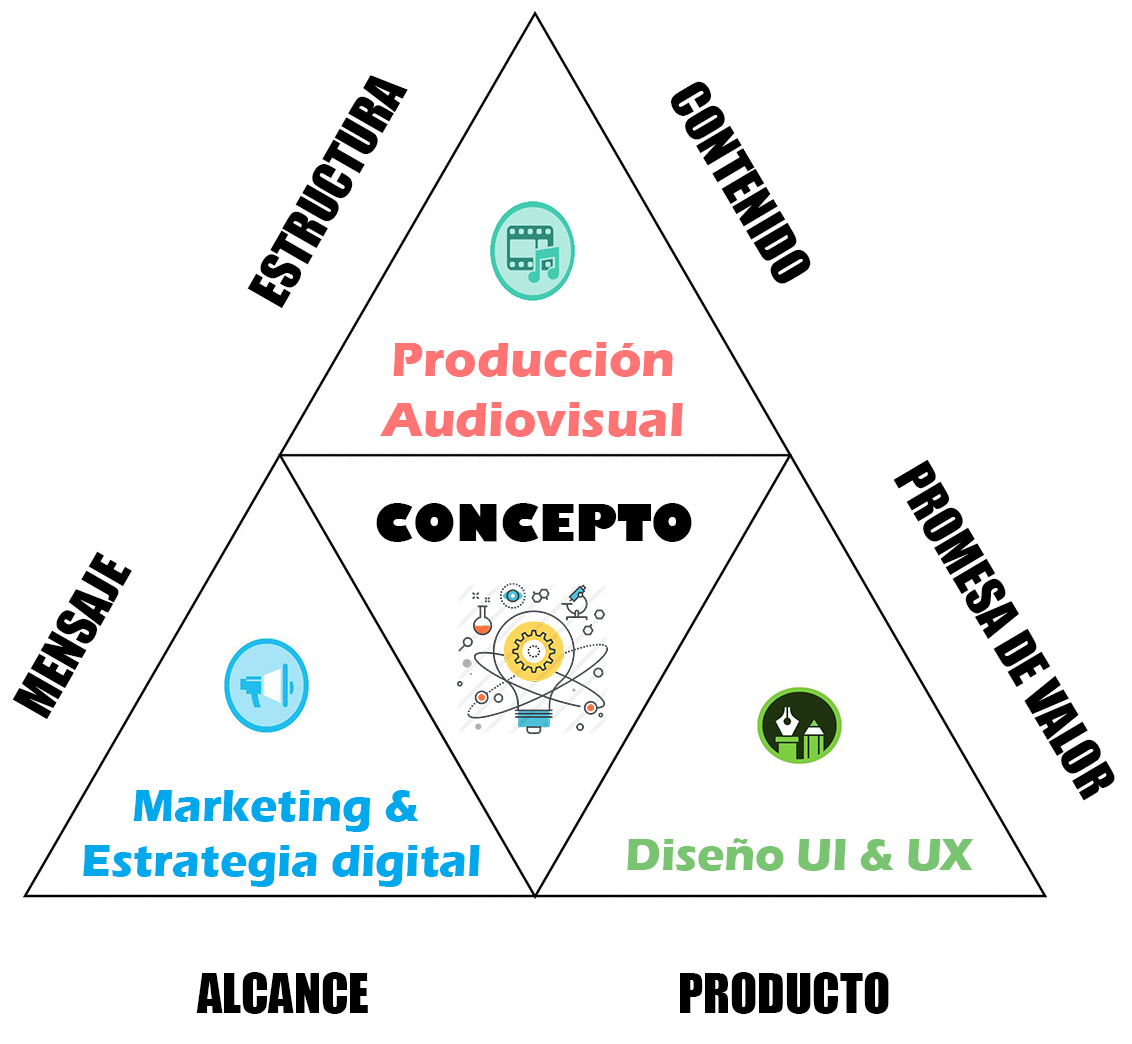 ESTRUCTURA
CONTENIDO
Producción
Audiovisual
CONCEPTO
MENSAJE
PROMESA DE VALOR
Marketing &
Estrategia digital
Diseño UI & UX
ALCANCE
PRODUCTO